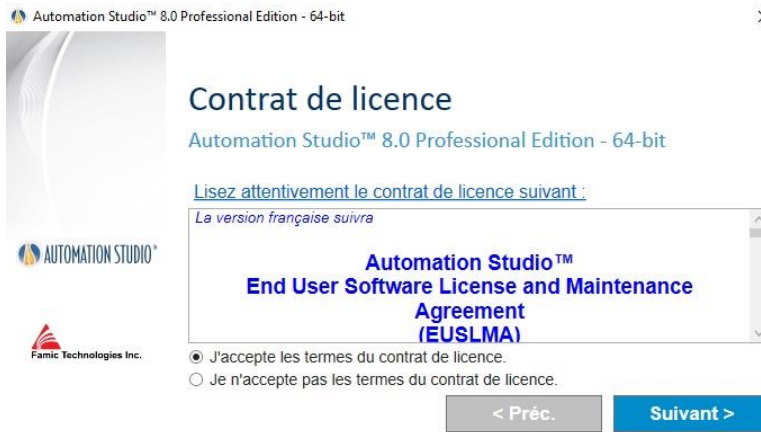 Automation Studio™ 8.0 Professional Edition - 64-bit
Contrat de licence
Automation Studio™ 8.0 Professional Edition - 64-bit
Lisez attentivement le contrat de licence suivant :
La version française suivra
Automation Studio™
End User Software License and Maintenance
Agreement
(EUSLMA)
AUTOMATION STUDIO®
Famic Technologies Inc.
J'accepte les termes du contrat de licence.
Je n'accepte pas les termes du contrat de licence.
< Préc.
Suivant >